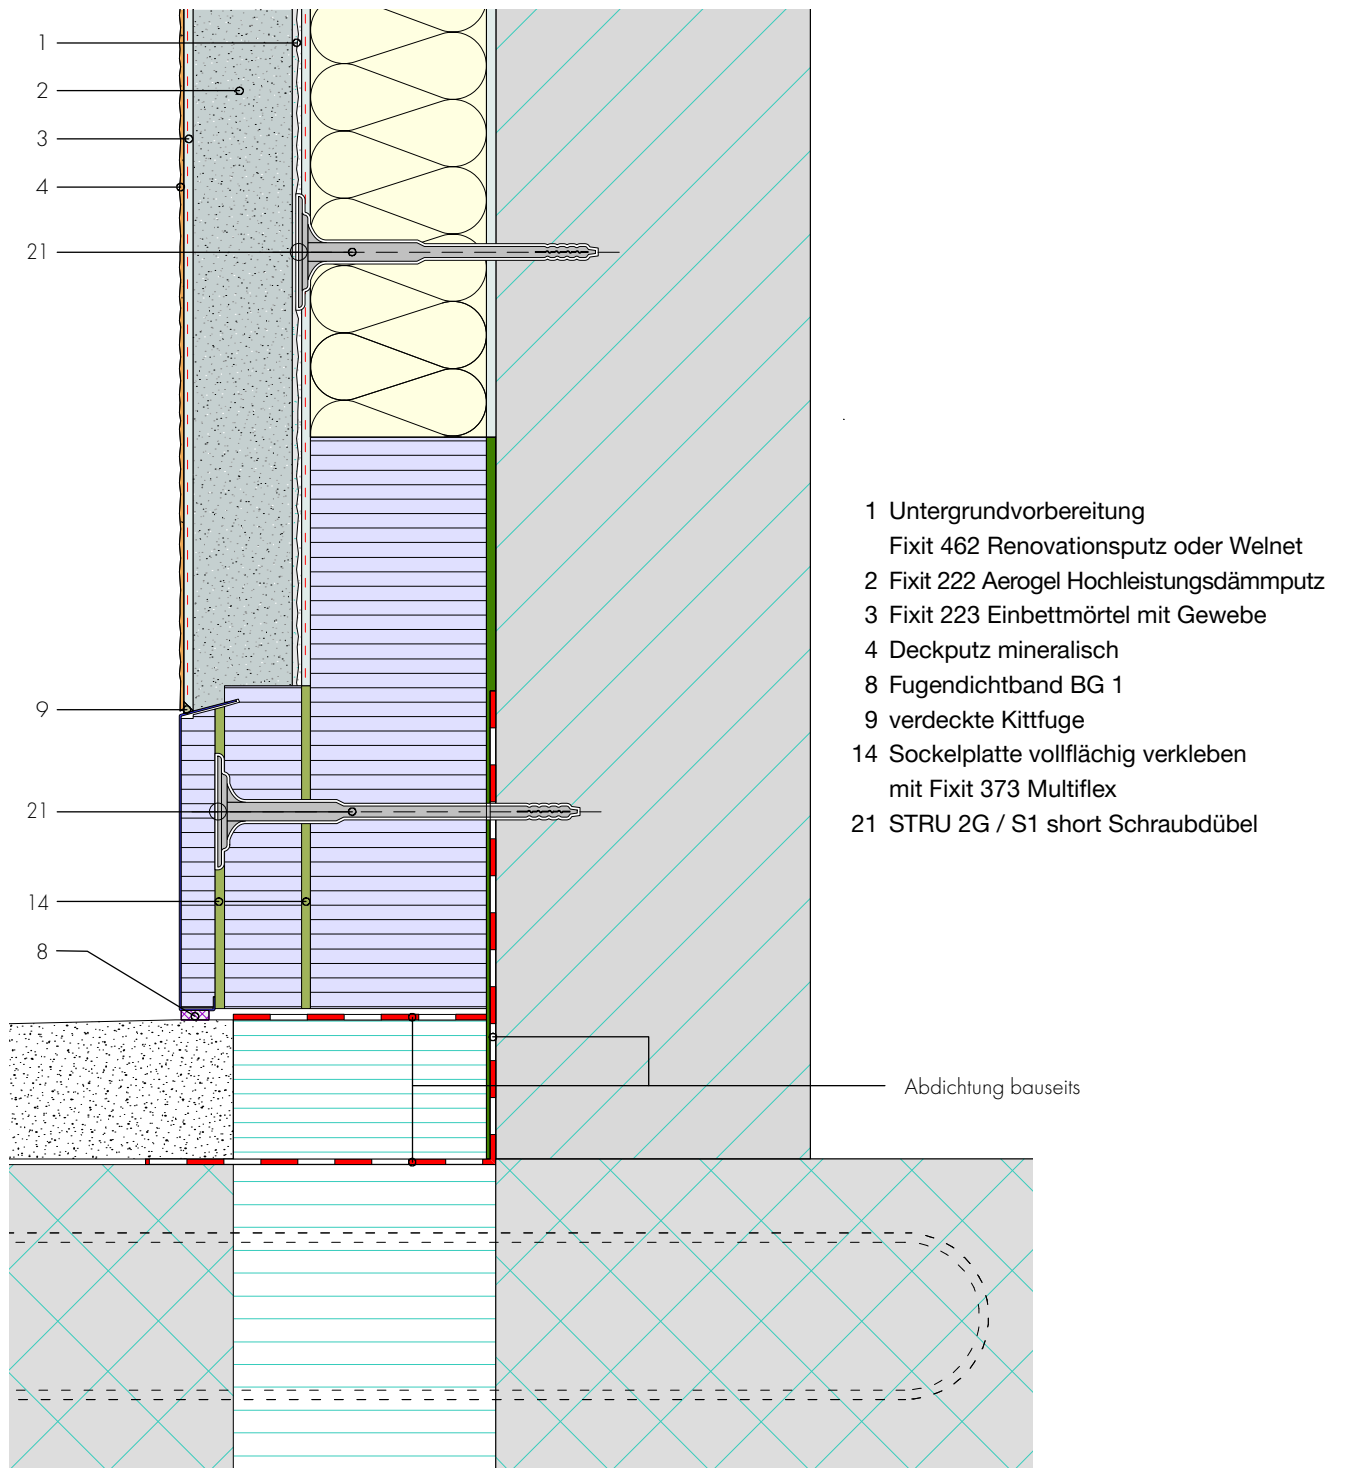 1
2
3
4
21
9
21
14
8
1 Untergrundvorbereitung
Fixit 462 Renovationsputz oder Welnet
2 Fixit 222 Aerogel Hochleistungsdämmputz
3 Fixit 223 Einbettmörtel mit Gewebe
4 Deckputz mineralisch
8 Fugendichtband BG 1
9 verdeckte Kittfuge
14 Sockelplatte vollflächig verkleben
mit Fixit 373 Multiflex
21 STRU 2G / S1 short Schraubdübel
Abdichtung bauseits